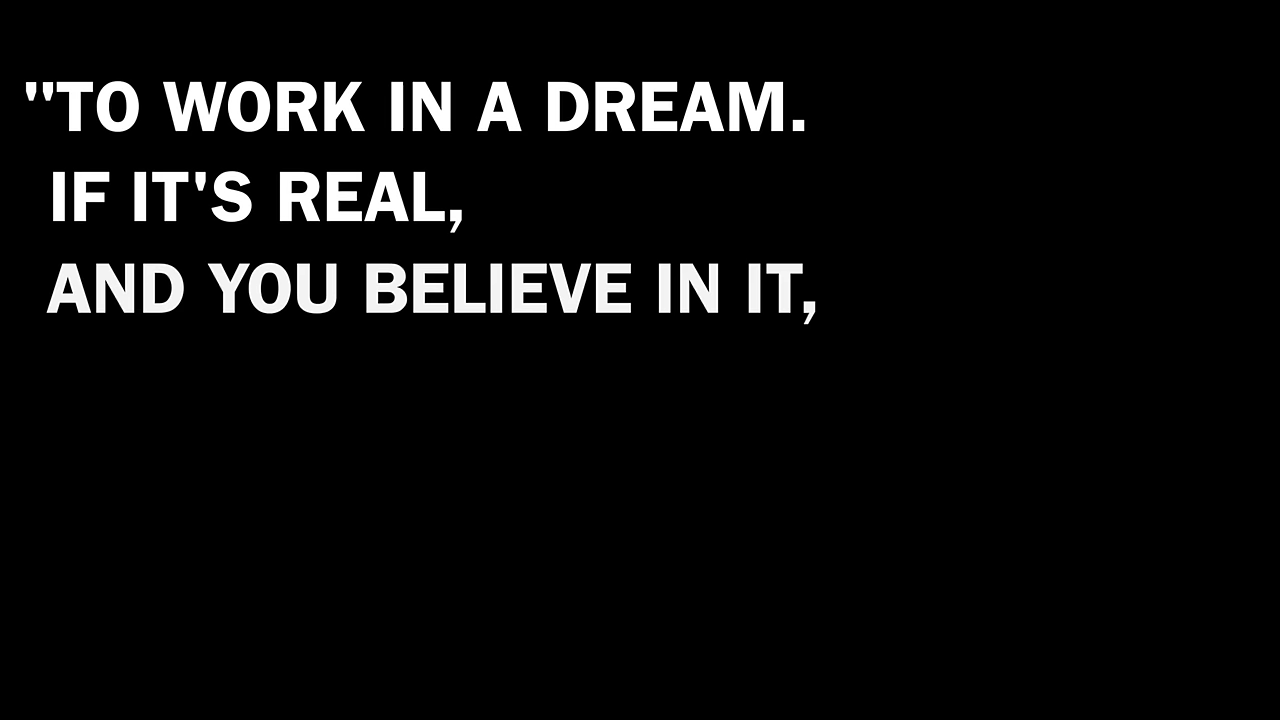 "TO WORK IN A DREAM.
IF IT'S REAL,
AND YOU BELIEVE IN IT,